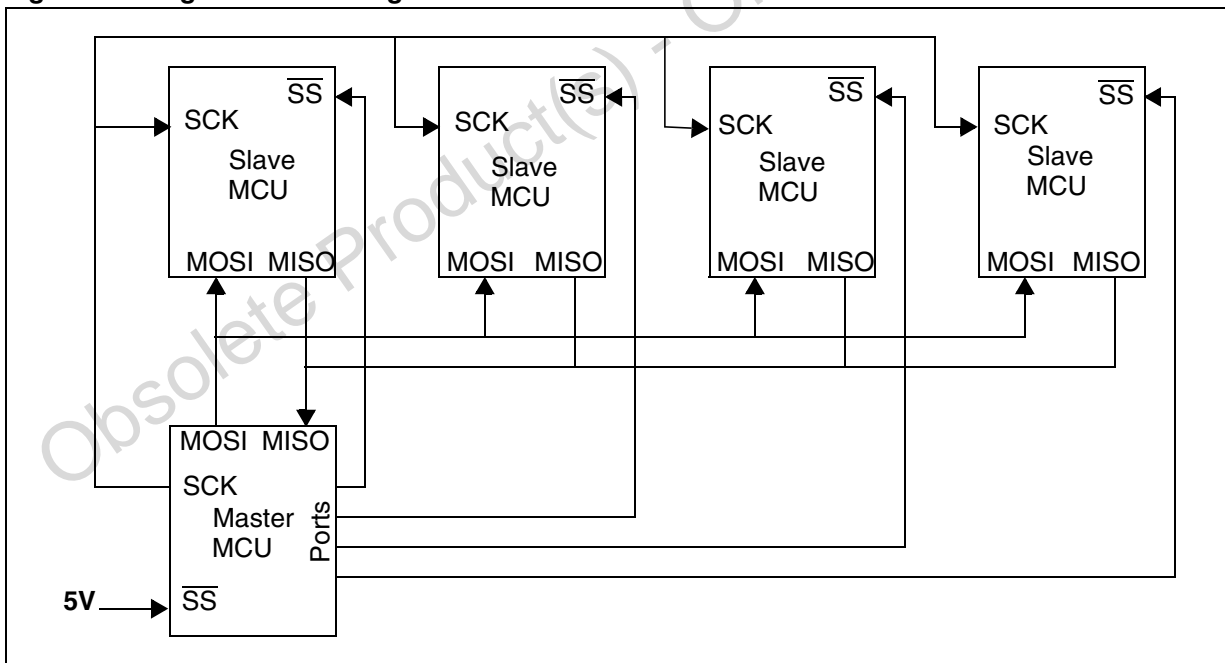 SS
SCK
Slave
MCU
MOSI MISO
SS
SCK
Slave
MCU
MOSI MISO
SS
SCK
Slave
MCU
MOSI MISO
SS
SCK
Slave
MCU
MOSI MISO
MOSI MISO
SCK
Master
MCU
Ports
5V
SS
Obsolete Product(s) - O